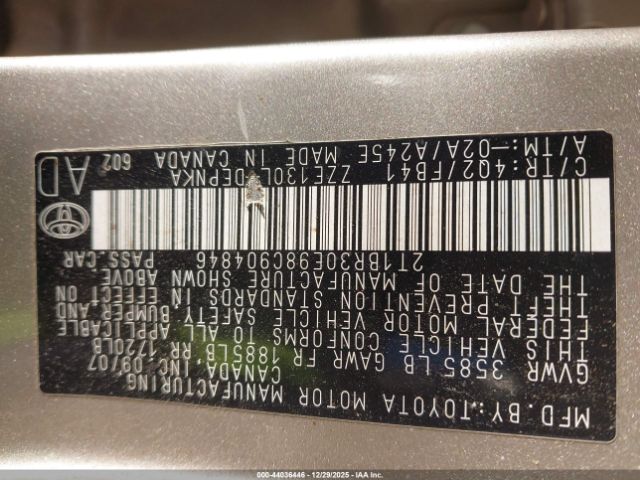 MFD. BY:TOYOTA MOTOR MANUFACTURING
CANADA, INC. 09/07
GVWR 3585 LB GAWR FR 1885LB RR 1720LB
THIS VEHICLE CONFORMS TO ALL APPLICABLE
FEDERAL MOTOR VEHICLE SAFETY BUMPER AND
THEFT PREVENTION STANDARDS IN EFFECT ON
THE DATE OF MANUFACTURE SHOWN ABOVE
2T1BR30E98C904846 PASS.CAR
C/TR:4Q2/FB41 ZZE130L DEPNKA
A/TM:—02A/A245E MADE IN CANADA 602
AD
000-44036446 - 12/29/2025 - IAAI, Inc.